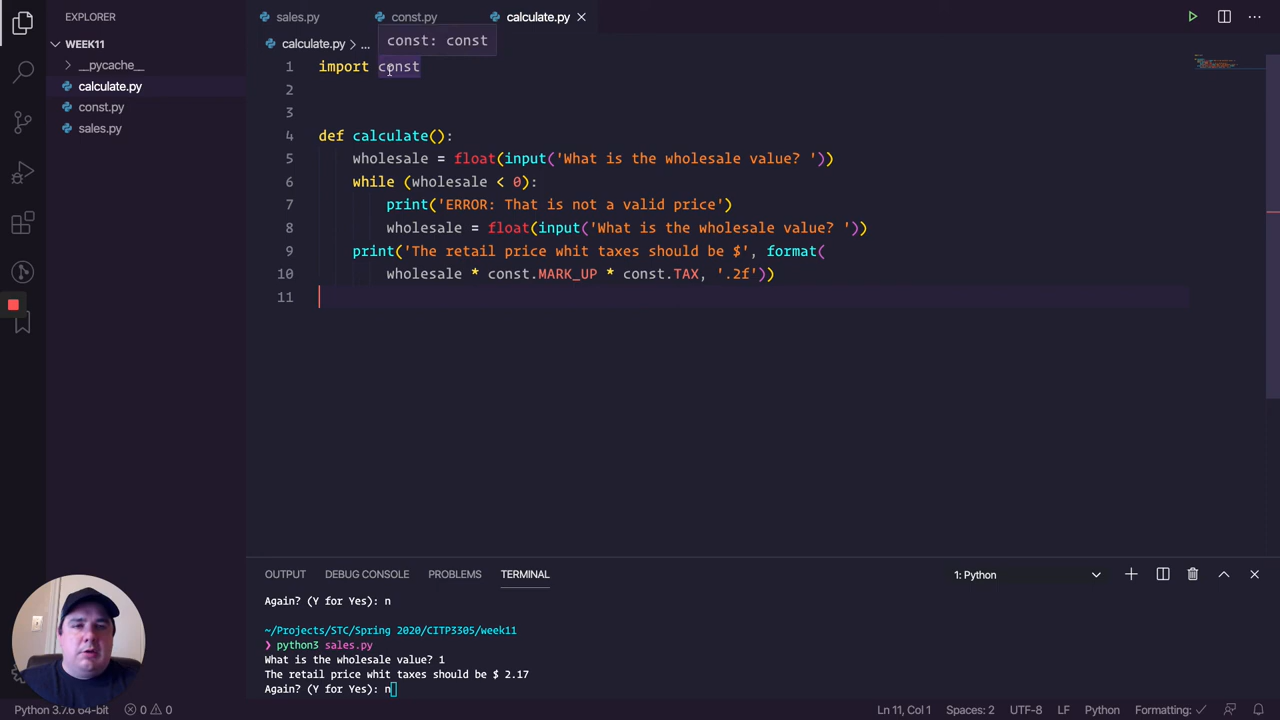 EXPLORER
WEEK11
__pycache__
calculate.py
const.py
sales.py
sales.py const.py calculate.py
calculate.py > ...
const: const
1 import const
2
3
4 def calculate():
5 wholesale = float(input('What is the wholesale value? '))
6 while (wholesale < 0):
7 print('ERROR: That is not a valid price')
8 wholesale = float(input('What is the wholesale value? '))
9 print('The retail price whit taxes should be $', format(
10 wholesale * const.MARK_UP * const.TAX, '.2f'))
11
OUTPUT DEBUG CONSOLE PROBLEMS TERMINAL 1: Python
Again? (Y for Yes): n
~/Projects/STC/Spring 2020/CITP3305/week11
❯ python3 sales.py
What is the wholesale value? 1
The retail price whit taxes should be $ 2.17
Again? (Y for Yes): n
Python 3.7.6 64-bit 0 0 Ln 11, Col 1 Spaces: 2 UTF-8 LF Python Formatting: ✓